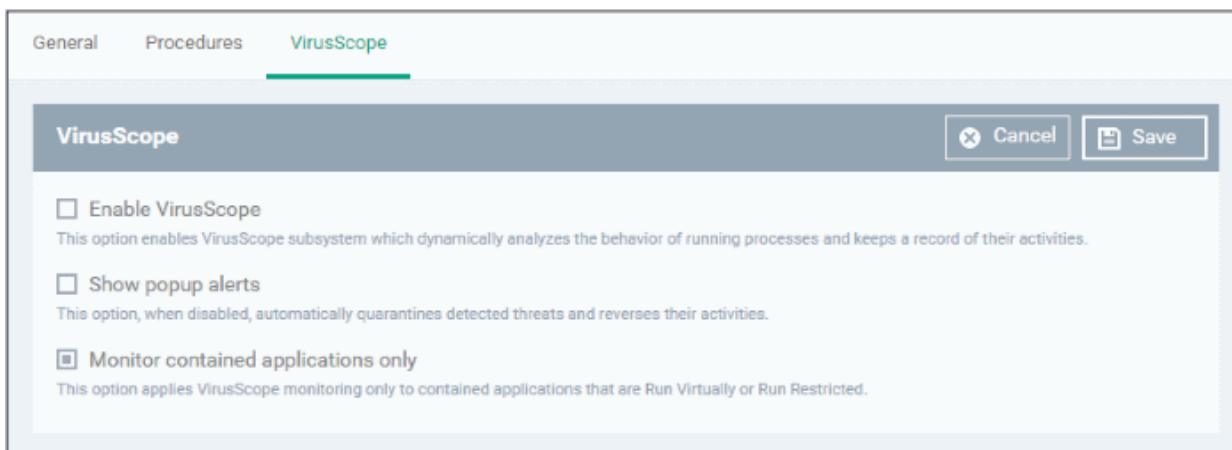 General Procedures VirusScope
VirusScope Cancel Save
Enable VirusScope
This option enables VirusScope subsystem which dynamically analyzes the behavior of running processes and keeps a record of their activities.
Show popup alerts
This option, when disabled, automatically quarantines detected threats and reverses their activities.
Monitor contained applications only
This option applies VirusScope monitoring only to contained applications that are Run Virtually or Run Restricted.